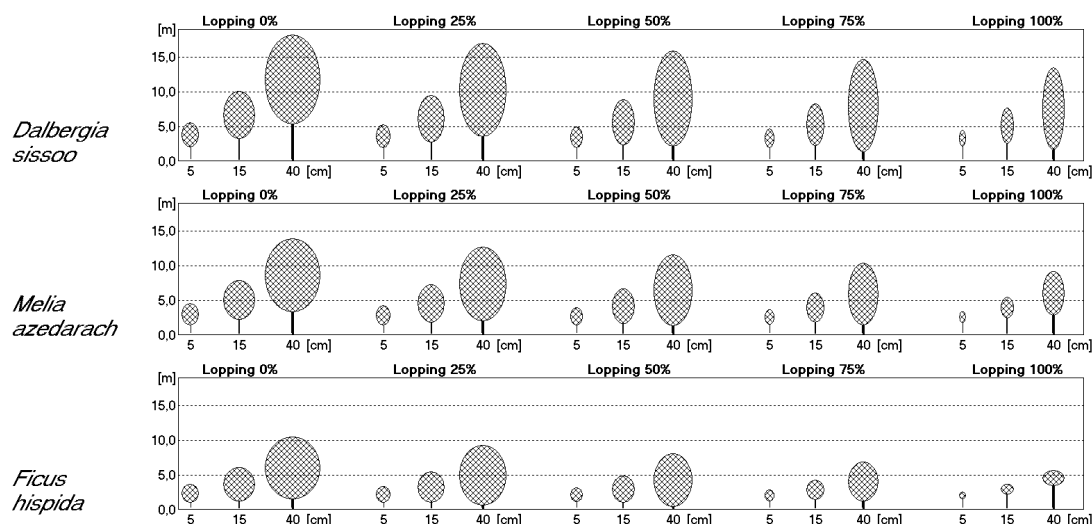 Lopping 0% Lopping 25% Lopping 50% Lopping 75% Lopping 100%
[m]
15,0
10,0
5,0
0,0
Dalbergia
sissoo
5 15 40 [cm] 5 15 40 [cm] 5 15 40 [cm] 5 15 40 [cm] 5 15 40 [cm]
Lopping 0% Lopping 25% Lopping 50% Lopping 75% Lopping 100%
[m]
15,0
10,0
5,0
0,0
Melia
azedarach
5 15 40 [cm] 5 15 40 [cm] 5 15 40 [cm] 5 15 40 [cm] 5 15 40 [cm]
Lopping 0% Lopping 25% Lopping 50% Lopping 75% Lopping 100%
[m]
15,0
10,0
5,0
0,0
Ficus
hispida
5 15 40 [cm] 5 15 40 [cm] 5 15 40 [cm] 5 15 40 [cm] 5 15 40 [cm]